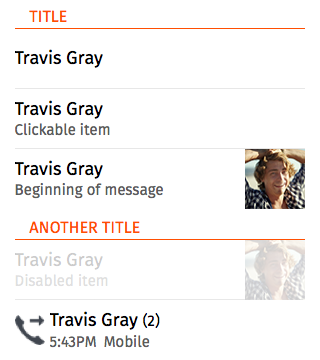 TITLE
Travis Gray
Travis Gray
Clickable item
Travis Gray
Beginning of message
ANOTHER TITLE
Travis Gray
Disabled item
Travis Gray (2)
5:43PM Mobile